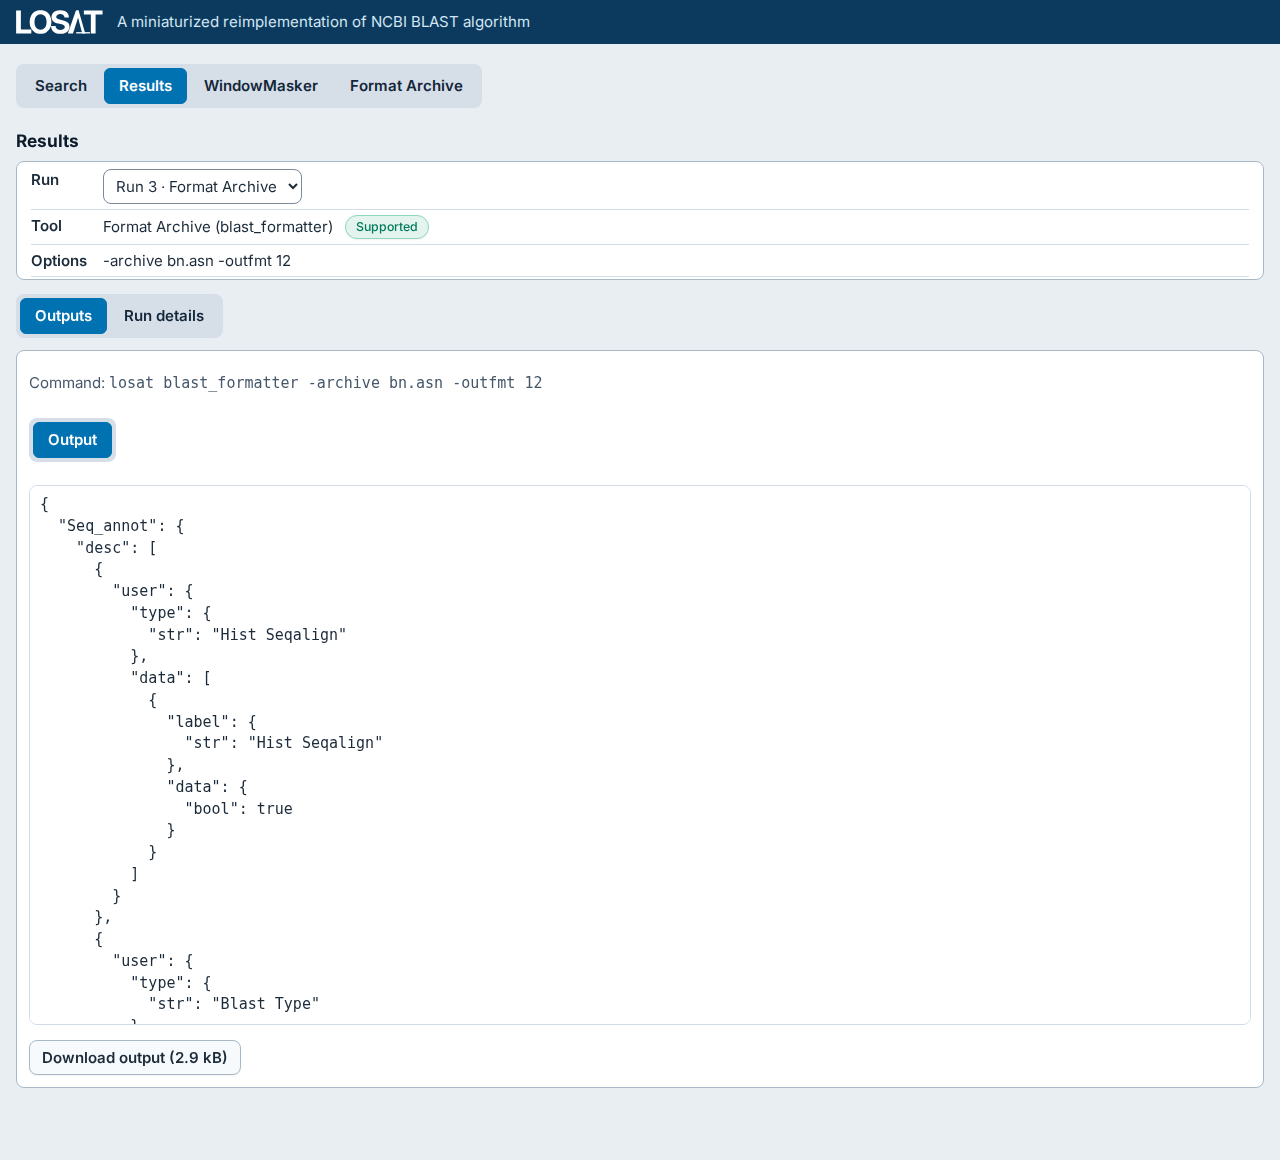 LOSAT A miniaturized reimplementation of NCBI BLAST algorithm
Search Results WindowMasker Format Archive
Results
Run Run 3 · Format Archive
Tool Format Archive (blast_formatter) Supported
Options -archive bn.asn -outfmt 12
Outputs Run details
Command: losat blast_formatter -archive bn.asn -outfmt 12
Output
{
  "Seq_annot": {
    "desc": [
      {
        "user": {
          "type": {
            "str": "Hist Seqalign"
          },
          "data": [
            {
              "label": {
                "str": "Hist Seqalign"
              },
              "data": {
                "bool": true
              }
            }
          ]
        }
      },
      {
        "user": {
          "type": {
            "str": "Blast Type"
          }
Download output (2.9 kB)